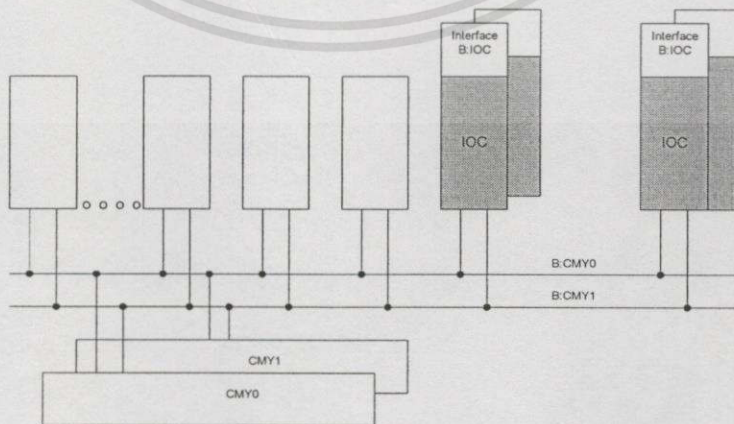 Interface
B:IOC
IOC
Interface
B:IOC
IOC
B:CMY0
B:CMY1
CMY1
CMY0